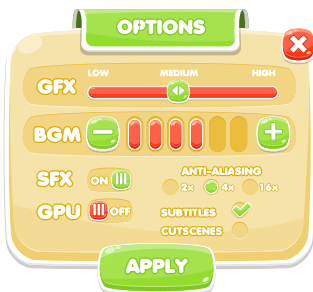 OPTIONS
LOW MEDIUM HIGH
GFX
BGM
SFX ON
ANTI-ALIASING
2x 4x 16x
GPU OFF
SUBTITLES
CUTSCENES
APPLY